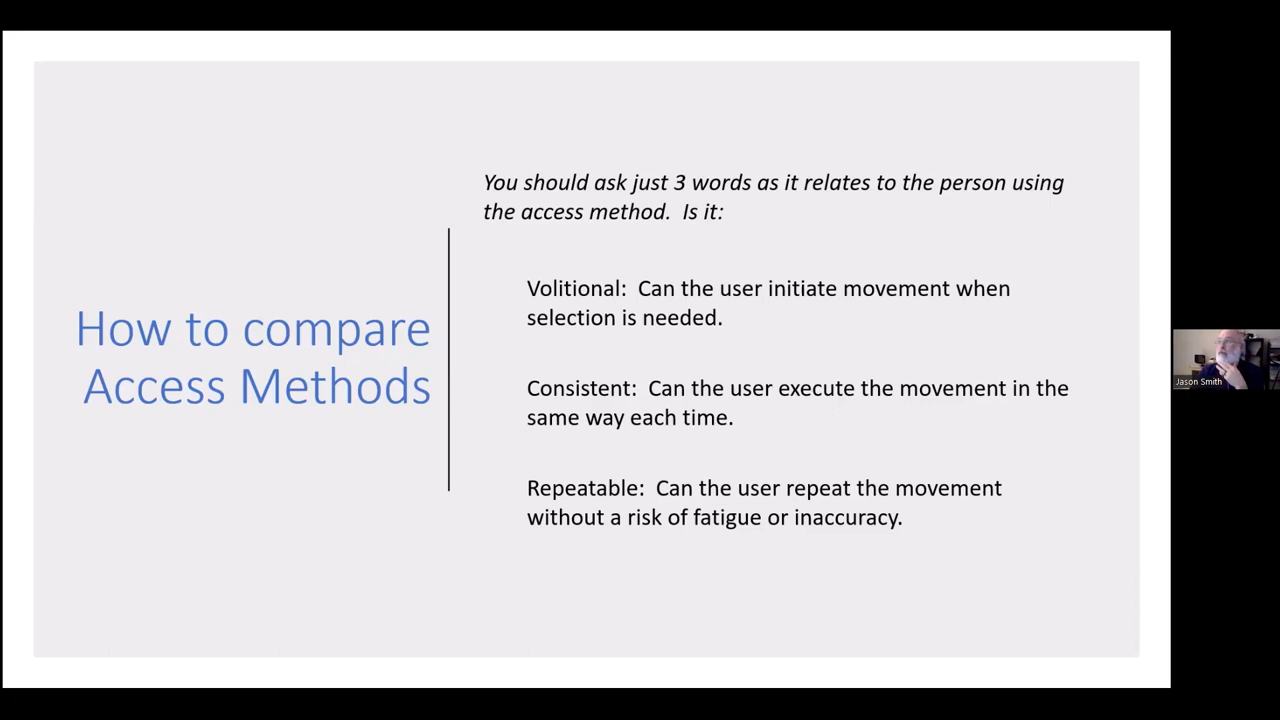 How to compare
Access Methods
You should ask just 3 words as it relates to the person using
the access method.  Is it:
Volitional:  Can the user initiate movement when
selection is needed.
Consistent:  Can the user execute the movement in the
same way each time.
Repeatable:  Can the user repeat the movement
without a risk of fatigue or inaccuracy.
Jason Smith